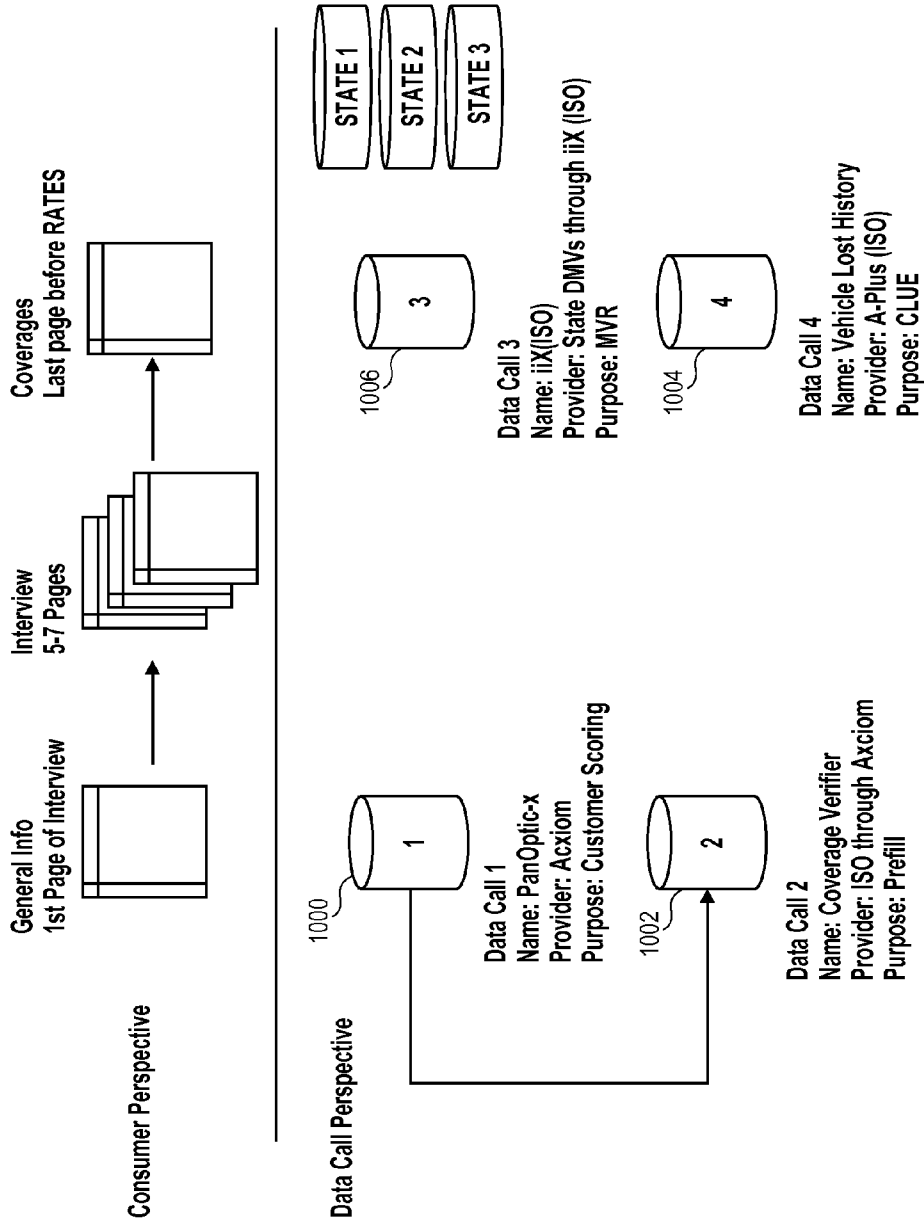 Consumer Perspective
General Info
1st Page of Interview
Interview
5-7 Pages
Coverages
Last page before RATES
Data Call Perspective
1000
1
Data Call 1
Name: PanOptic-x
Provider: Acxiom
Purpose: Customer Scoring
1002
2
Data Call 2
Name: Coverage Verifier
Provider: ISO through Axciom
Purpose: Prefill
1006
3
Data Call 3
Name: iiX(ISO)
Provider: State DMVs through iiX (ISO)
Purpose: MVR
STATE 1
STATE 2
STATE 3
1004
4
Data Call 4
Name: Vehicle Lost History
Provider: A-Plus (ISO)
Purpose: CLUE